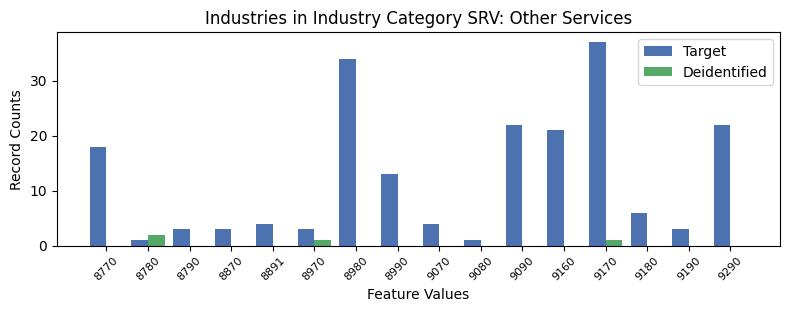 Industries in Industry Category SRV: Other Services
Target
Deidentified
Record Counts
30
20
10
0
8770 8780 8790 8870 8891 8970 8980 8990 9070 9080 9090 9160 9170 9180 9190 9290
Feature Values